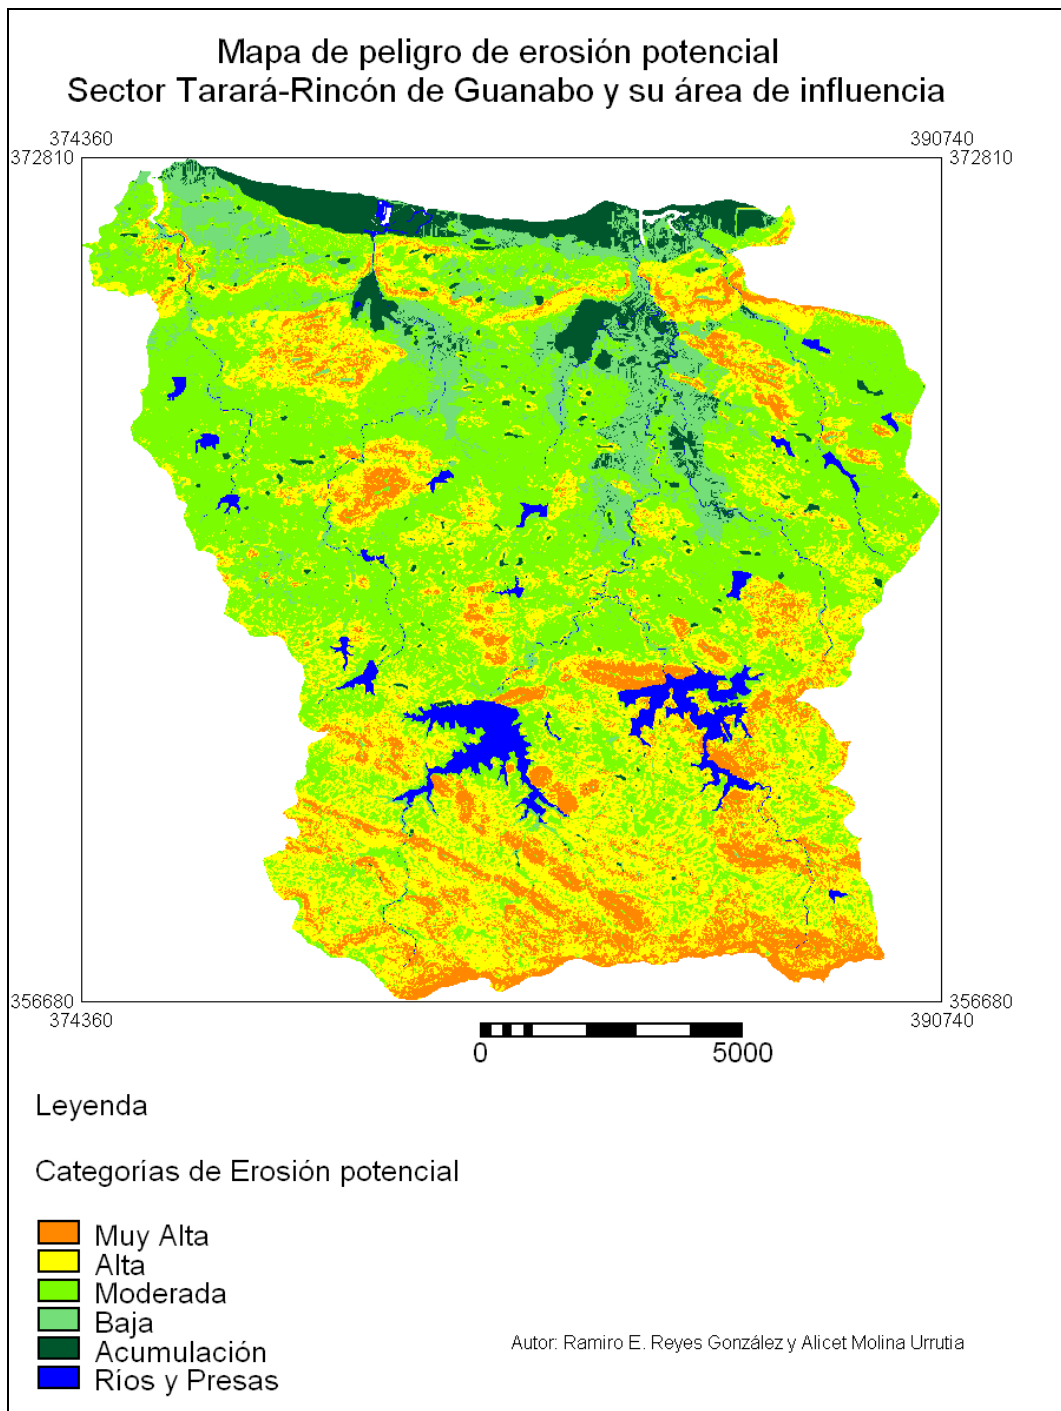 Mapa de peligro de erosión potencial
Sector Tarará-Rincón de Guanabo y su área de influencia
374360 390740
372810 372810
356680 356680
374360 390740
0 5000
Leyenda
Categorías de Erosión potencial
Muy Alta
Alta
Moderada
Baja
Acumulación
Ríos y Presas
Autor: Ramiro E. Reyes González y Alicet Molina Urrutia